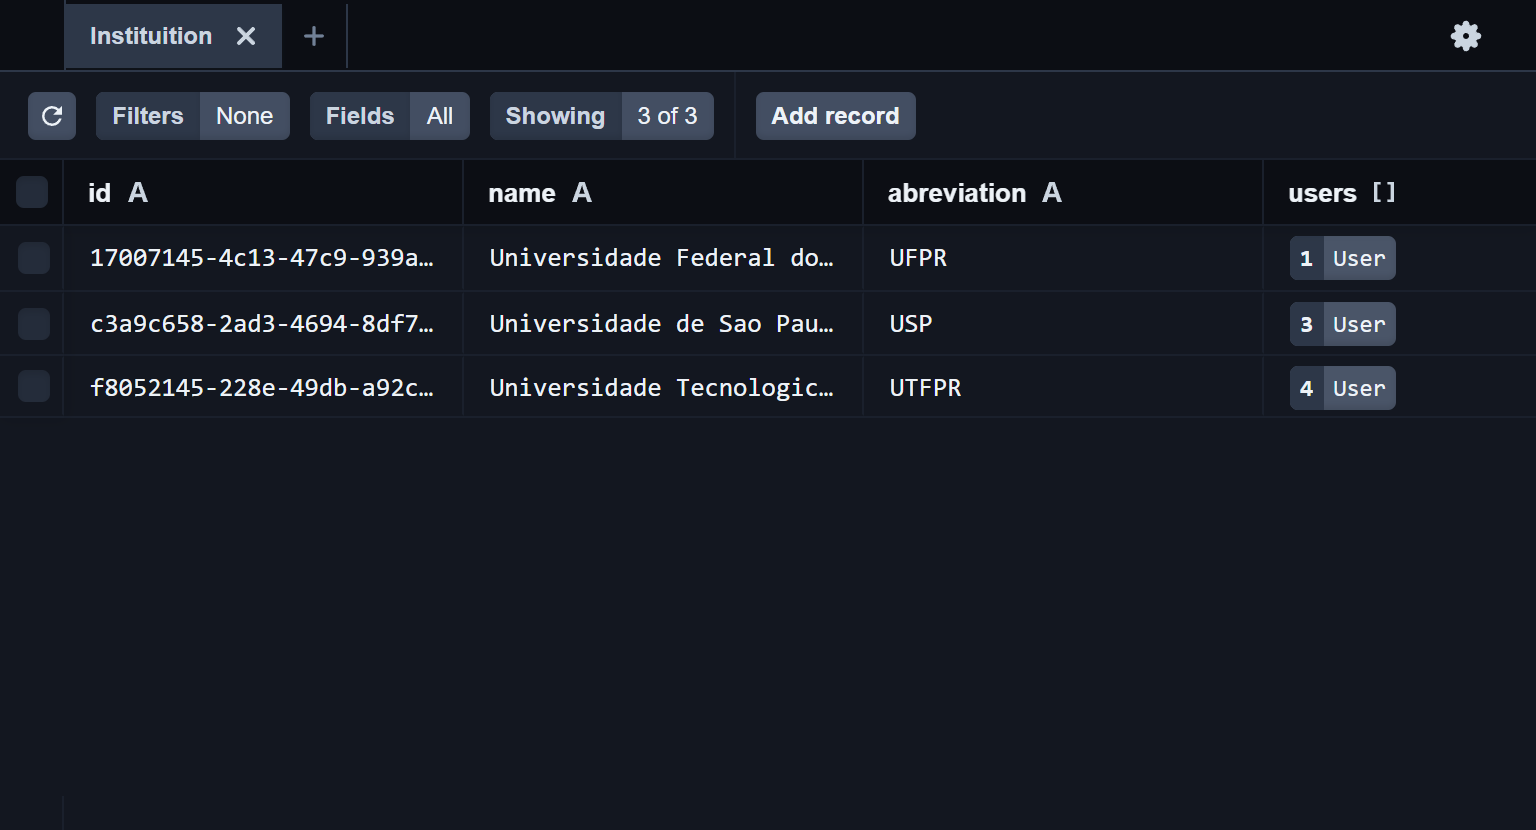 Instituition
Filters None Fields All Showing 3 of 3 Add record
id A name A abreviation A users []
17007145-4c13-47c9-939a… Universidade Federal do… UFPR 1 User
c3a9c658-2ad3-4694-8df7… Universidade de Sao Pau… USP 3 User
f8052145-228e-49db-a92c… Universidade Tecnologic… UTFPR 4 User